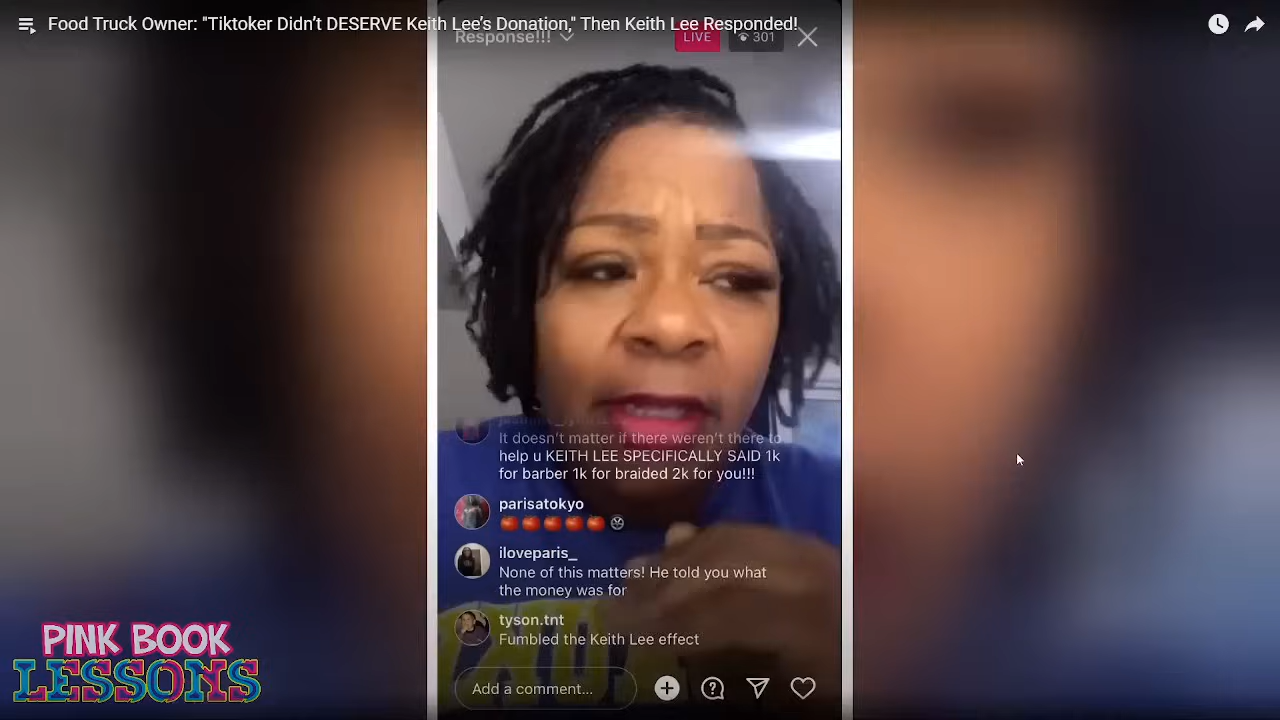 Food Truck Owner: "Tiktoker Didn’t DESERVE Keith Lee’s Donation," Then Keith Lee Responded!
Response!!!
LIVE
301
It doesn’t matter if there weren’t there to
help u KEITH LEE SPECIFICALLY SAID 1k
for barber 1k for braided 2k for you!!!
parisatokyo
iloveparis_
None of this matters! He told you what
the money was for
tyson.tnt
Fumbled the Keith Lee effect
Add a comment...
PINK BOOK
LESSONS